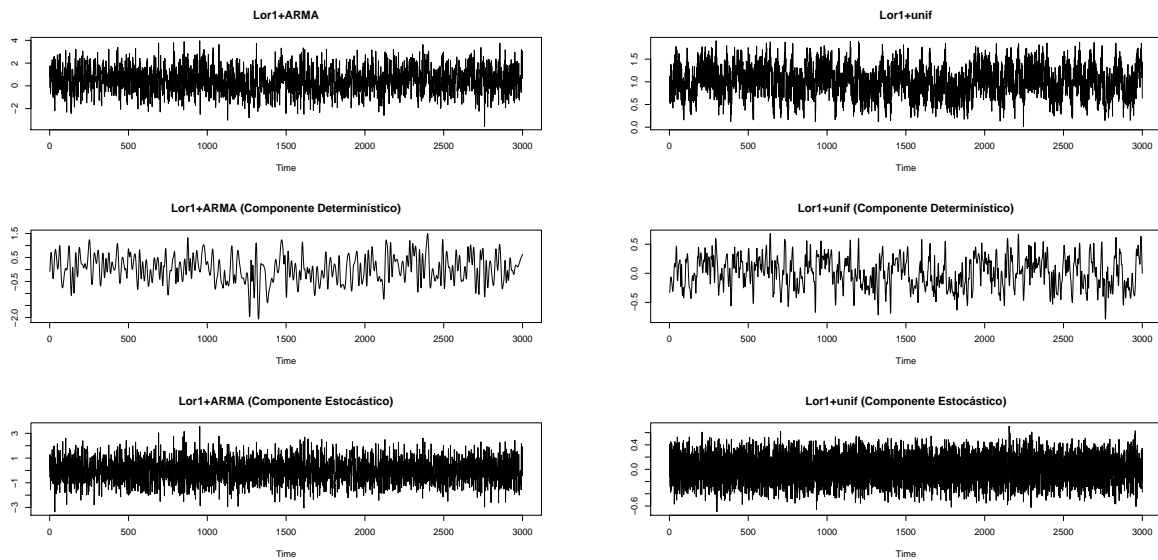 Lor1+ARMA
4
2
0
−2
0 500 1000 1500 2000 2500 3000
Time
Lor1+unif
1.5
1.0
0.5
0.0
0 500 1000 1500 2000 2500 3000
Time
Lor1+ARMA (Componente Determinístico)
1.5
0.5
−0.5
−2.0
0 500 1000 1500 2000 2500 3000
Time
Lor1+unif (Componente Determinístico)
0.5
0.0
−0.5
0 500 1000 1500 2000 2500 3000
Time
Lor1+ARMA (Componente Estocástico)
3
1
−1
−3
0 500 1000 1500 2000 2500 3000
Time
Lor1+unif (Componente Estocástico)
0.4
0.0
−0.6
0 500 1000 1500 2000 2500 3000
Time